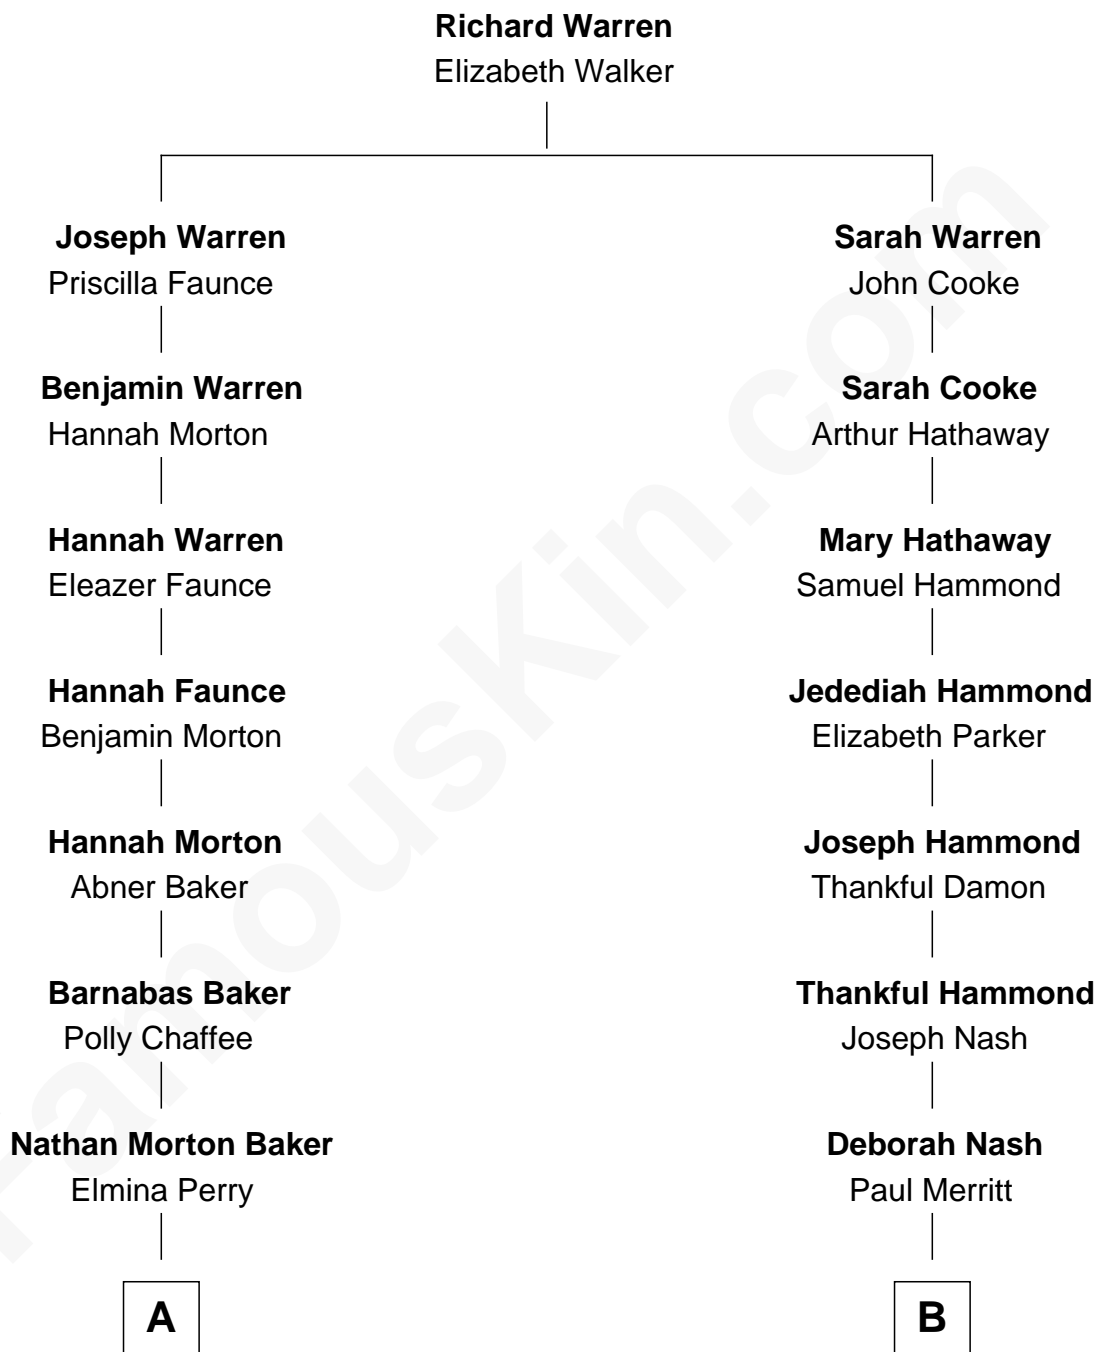 Richard Warren
Elizabeth Walker
Joseph Warren
Priscilla Faunce
Sarah Warren
John Cooke
Benjamin Warren
Hannah Morton
Sarah Cooke
Arthur Hathaway
Hannah Warren
Eleazer Faunce
Mary Hathaway
Samuel Hammond
Hannah Faunce
Benjamin Morton
Jedediah Hammond
Elizabeth Parker
Hannah Morton
Abner Baker
Joseph Hammond
Thankful Damon
Barnabas Baker
Polly Chaffee
Thankful Hammond
Joseph Nash
Nathan Morton Baker
Elmina Perry
Deborah Nash
Paul Merritt
A
B
FamousKin.com